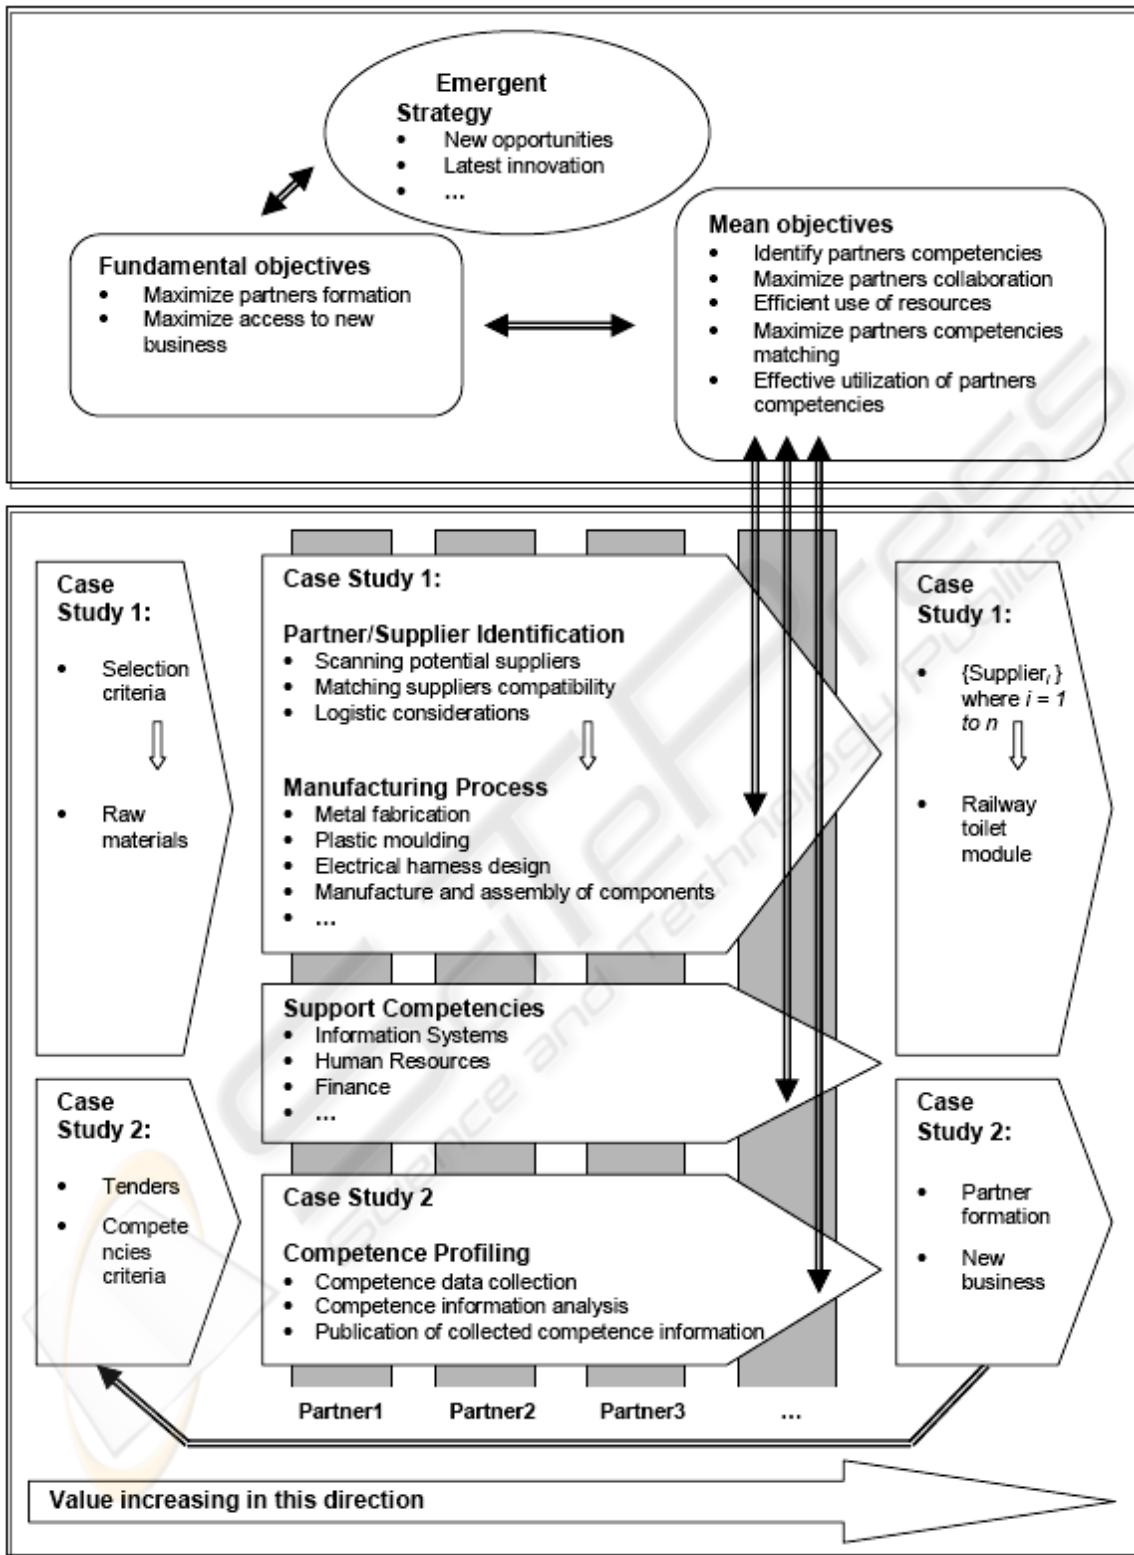 Emergent
Strategy
• New opportunities
• Latest innovation
• ...
Fundamental objectives
• Maximize partners formation
• Maximize access to new
business
Mean objectives
• Identify partners competencies
• Maximize partners collaboration
• Efficient use of resources
• Maximize partners competencies
matching
• Effective utilization of partners
competencies
Case
Study 1:
• Selection
criteria
• Raw
materials
Case Study 1:
Partner/Supplier Identification
• Scanning potential suppliers
• Matching suppliers compatibility
• Logistic considerations
Manufacturing Process
• Metal fabrication
• Plastic moulding
• Electrical harness design
• Manufacture and assembly of components
• ...
Case
Study 1:
• {Supplierᵢ}
where i = 1
to n
• Railway
toilet
module
Support Competencies
• Information Systems
• Human Resources
• Finance
• ...
Case
Study 2:
• Tenders
• Compete
ncies
criteria
Case Study 2
Competence Profiling
• Competence data collection
• Competence information analysis
• Publication of collected competence information
Case
Study 2:
• Partner
formation
• New
business
Partner1 Partner2 Partner3 ...
Value increasing in this direction
SciTePress
Science and Technology Publications